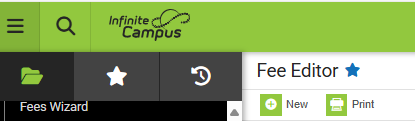 Infinite
Campus
Fee Editor
New Print
Fees Wizard